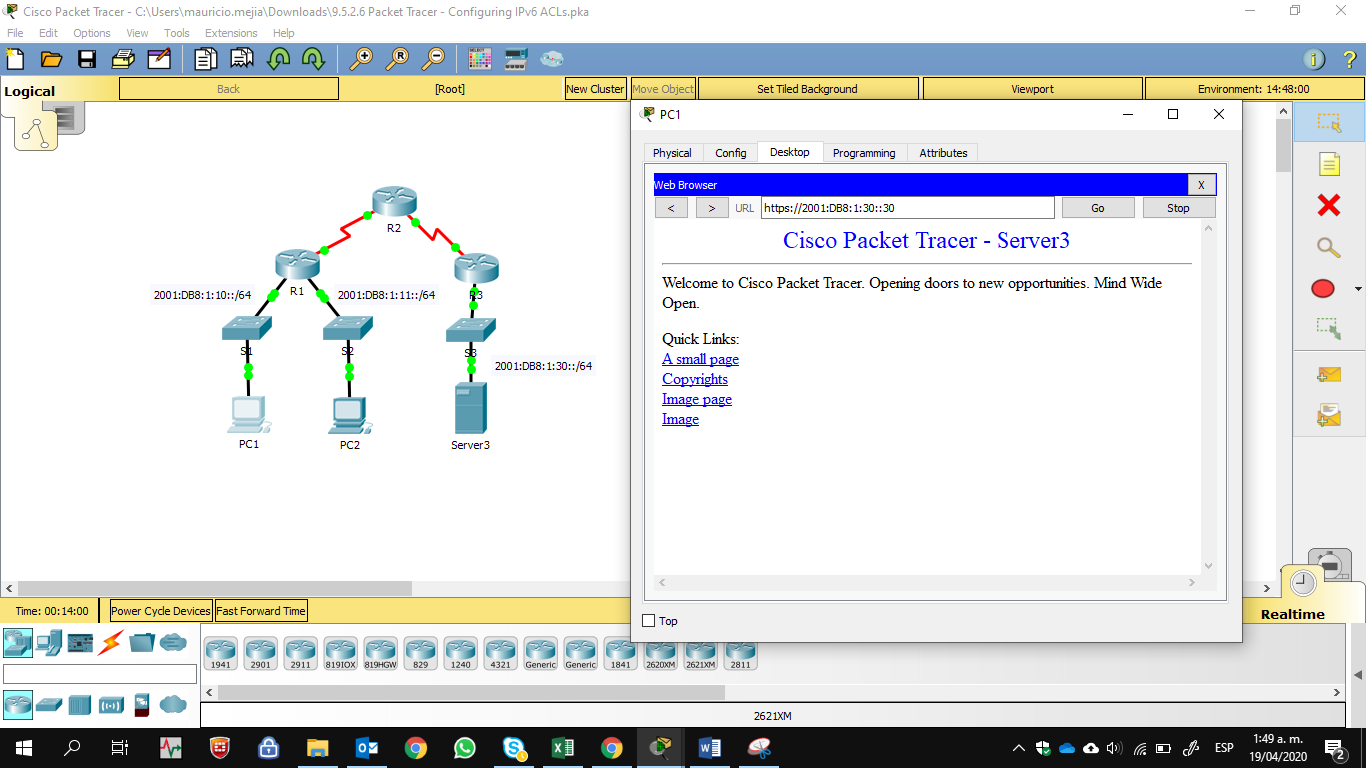 Cisco Packet Tracer - C:\Users\mauricio.mejia\Downloads\9.5.2.6 Packet Tracer - Configuring IPv6 ACLs.pka
File Edit Options View Tools Extensions Help
Logical Back [Root] New Cluster Move Object Set Tiled Background Viewport Environment: 14:48:00
PC1
Physical Config Desktop Programming Attributes
Web Browser X
< > URL https://2001:DB8:1:30::30 Go Stop
Cisco Packet Tracer - Server3
Welcome to Cisco Packet Tracer. Opening doors to new opportunities. Mind Wide
Open.
Quick Links:
A small page
Copyrights
Image page
Image
Top
R2
R1
R3
2001:DB8:1:10::/64
2001:DB8:1:11::/64
S1
S2
S3
2001:DB8:1:30::/64
PC1
PC2
Server3
Time: 00:14:00 Power Cycle Devices Fast Forward Time
Realtime
1941 2901 2911 819IOX 819HGW 829 1240 4321 Generic Generic 1841 2620XM 2621XM 2811
2621XM
ESP
1:49 a. m.
19/04/2020
2